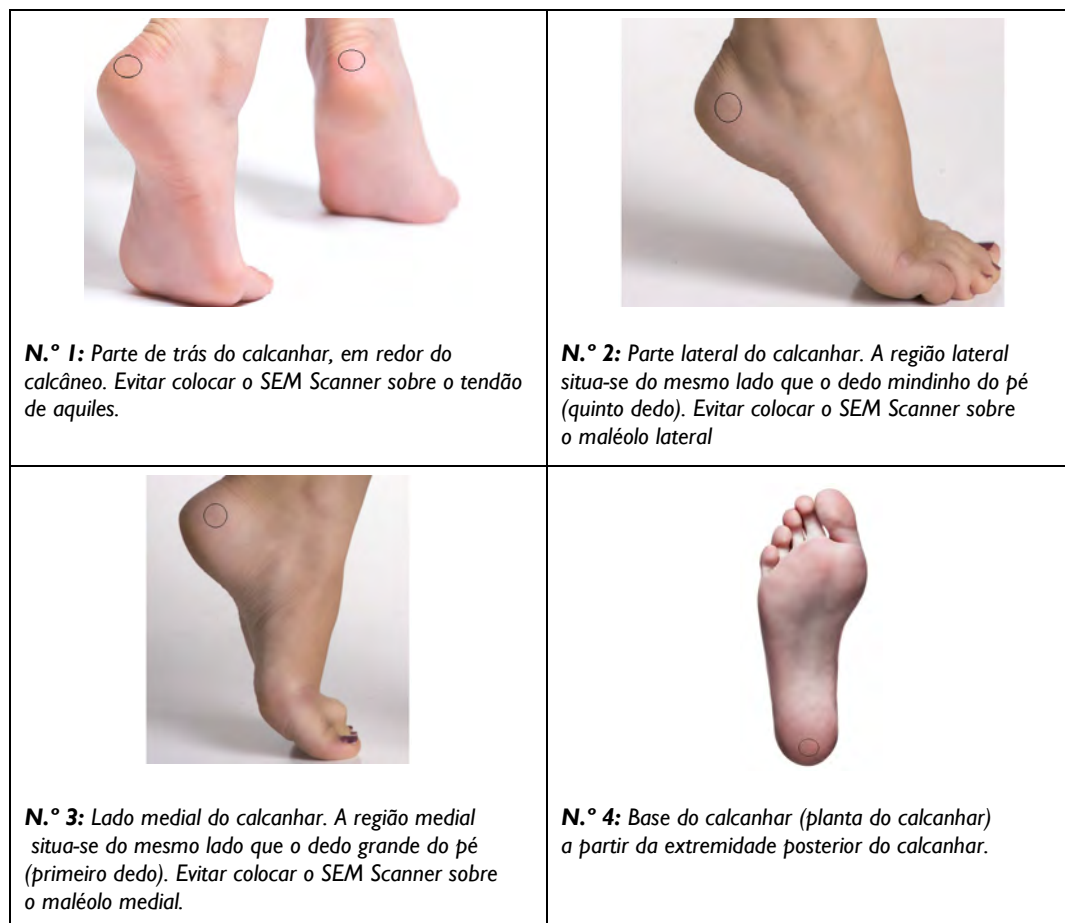 N.º 1: Parte de trás do calcanhar, em redor do
calcâneo. Evitar colocar o SEM Scanner sobre o tendão
de aquiles.
N.º 2: Parte lateral do calcanhar. A região lateral
situa-se do mesmo lado que o dedo mindinho do pé
(quinto dedo). Evitar colocar o SEM Scanner sobre
o maléolo lateral
N.º 3: Lado medial do calcanhar. A região medial
situa-se do mesmo lado que o dedo grande do pé
(primeiro dedo). Evitar colocar o SEM Scanner sobre
o maléolo medial.
N.º 4: Base do calcanhar (planta do calcanhar)
a partir da extremidade posterior do calcanhar.